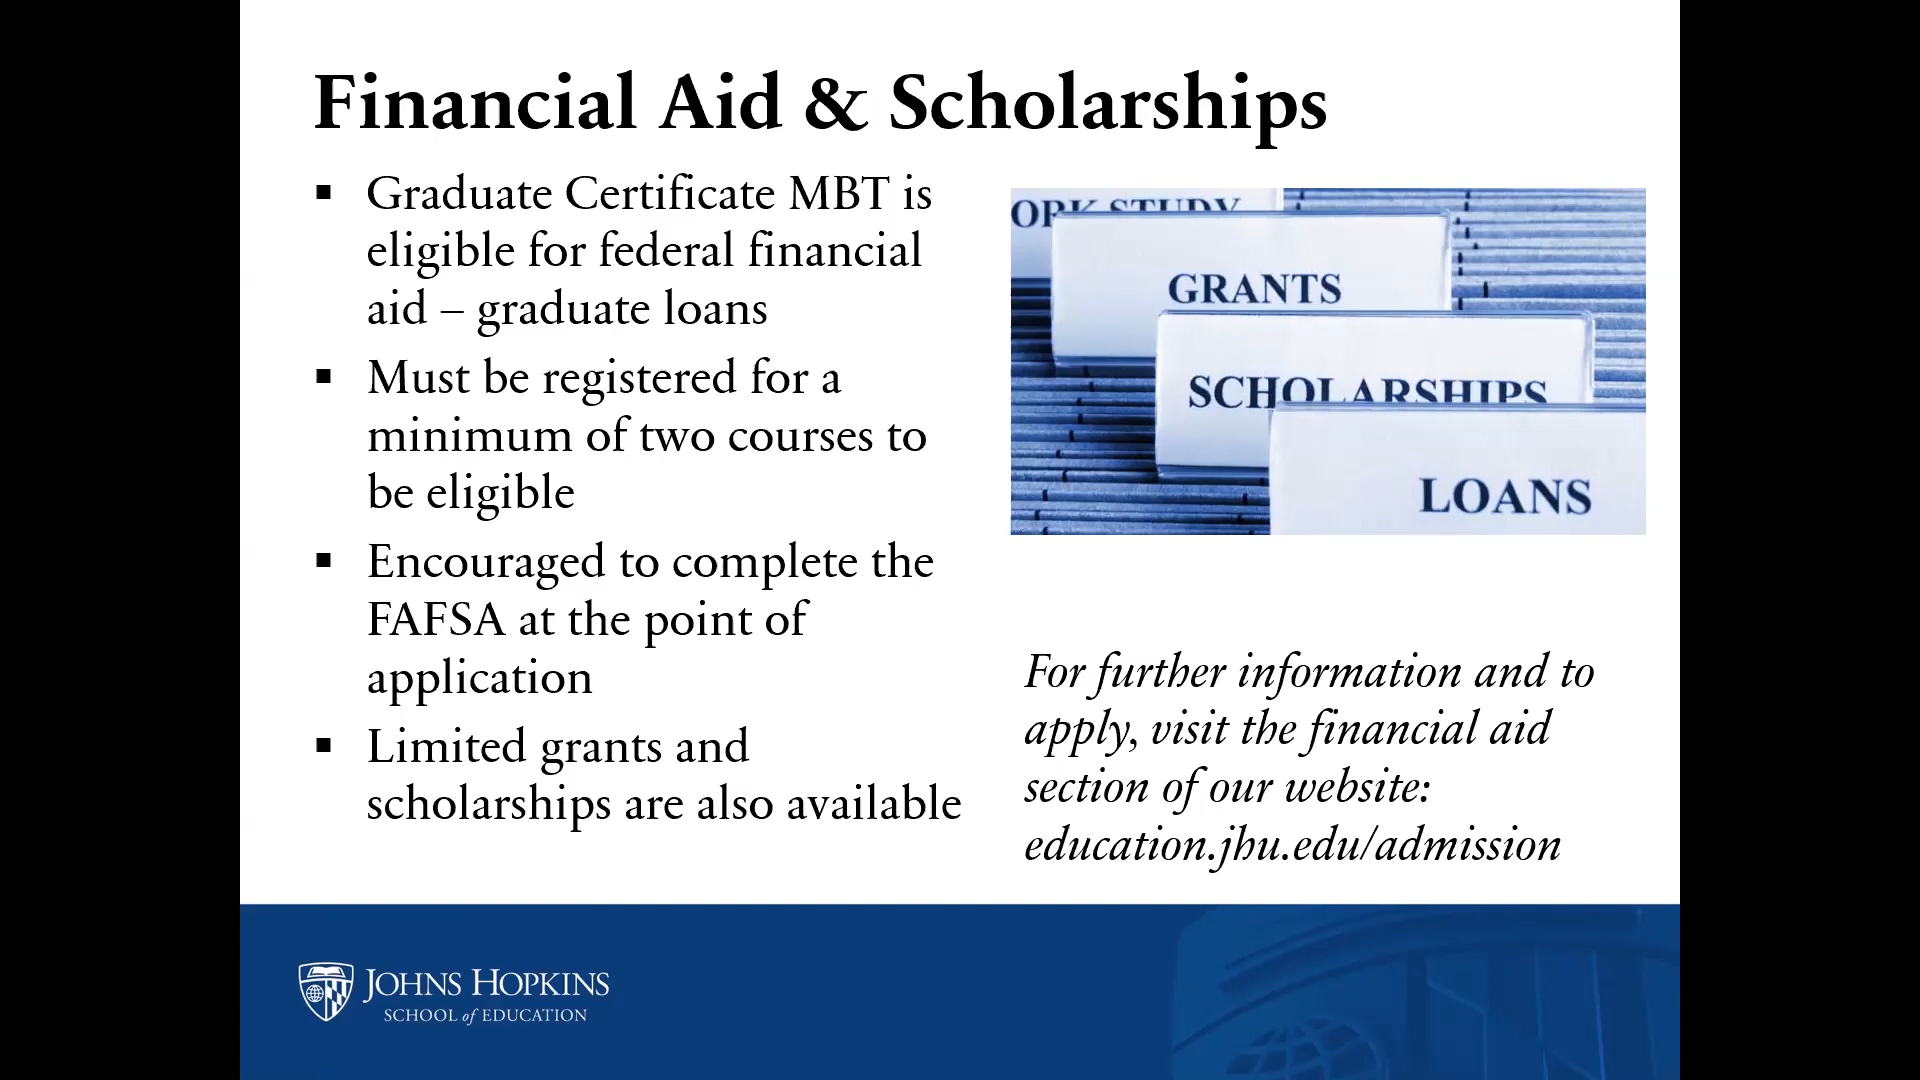 Financial Aid & Scholarships
▪ Graduate Certificate MBT is
eligible for federal financial
aid – graduate loans
▪ Must be registered for a
minimum of two courses to
be eligible
▪ Encouraged to complete the
FAFSA at the point of
application
▪ Limited grants and
scholarships are also available
ORK STUDY
GRANTS
SCHOLARSHIPS
LOANS
For further information and to
apply, visit the financial aid
section of our website:
education.jhu.edu/admission
JOHNS HOPKINS
SCHOOL of EDUCATION